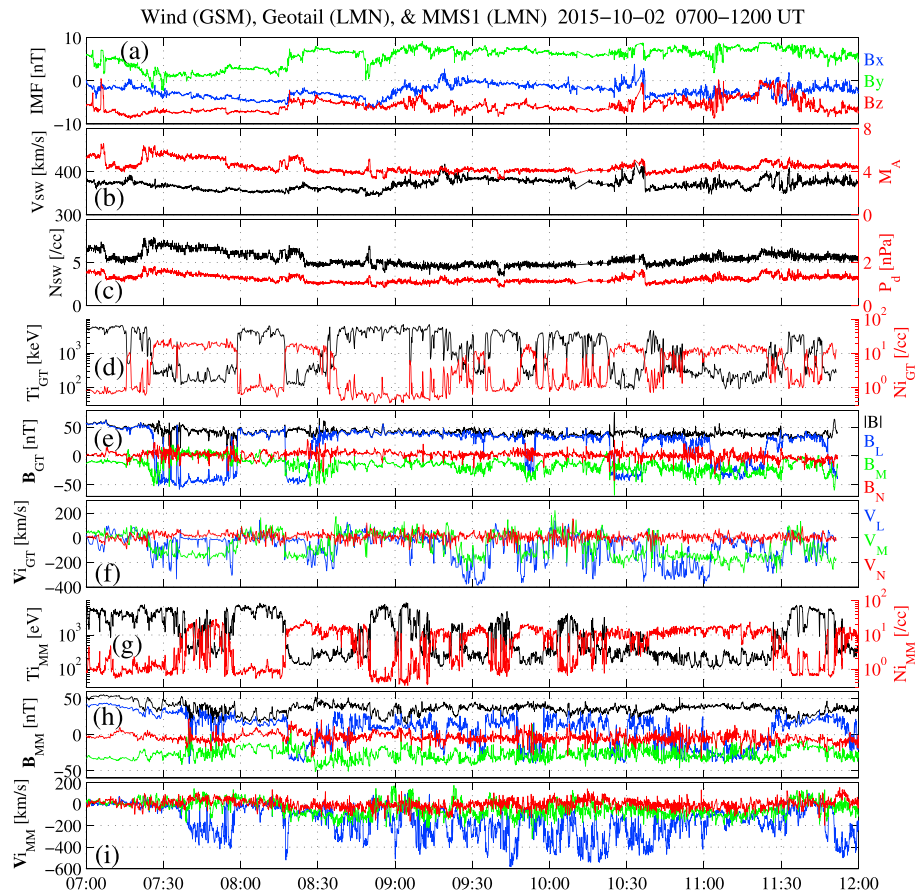 Wind (GSM), Geotail (LMN), & MMS1 (LMN) 2015−10−02 0700−1200 UT
IMF [nT]
10
0
−10
(a)
Bx
By
Bz
Vsw [km/s]
400
300
(b)
8
4
0
M_A
Nsw [/cc]
5
0
(c)
2
0
P_d [nPa]
Ti_GT [keV]
10^3
10^2
(d)
10^2
10^1
10^0
Ni_GT [/cc]
B_GT [nT]
50
0
−50
(e)
|B|
B_L
B_M
B_N
Vi_GT [km/s]
200
0
−200
−400
(f)
V_L
V_M
V_N
Ti_MM [eV]
10^3
10^2
(g)
10^2
10^1
10^0
Ni_MM [/cc]
B_MM [nT]
50
0
−50
(h)
Vi_MM [km/s]
200
0
−200
−400
−600
(i)
07:00 07:30 08:00 08:30 09:00 09:30 10:00 10:30 11:00 11:30 12:00